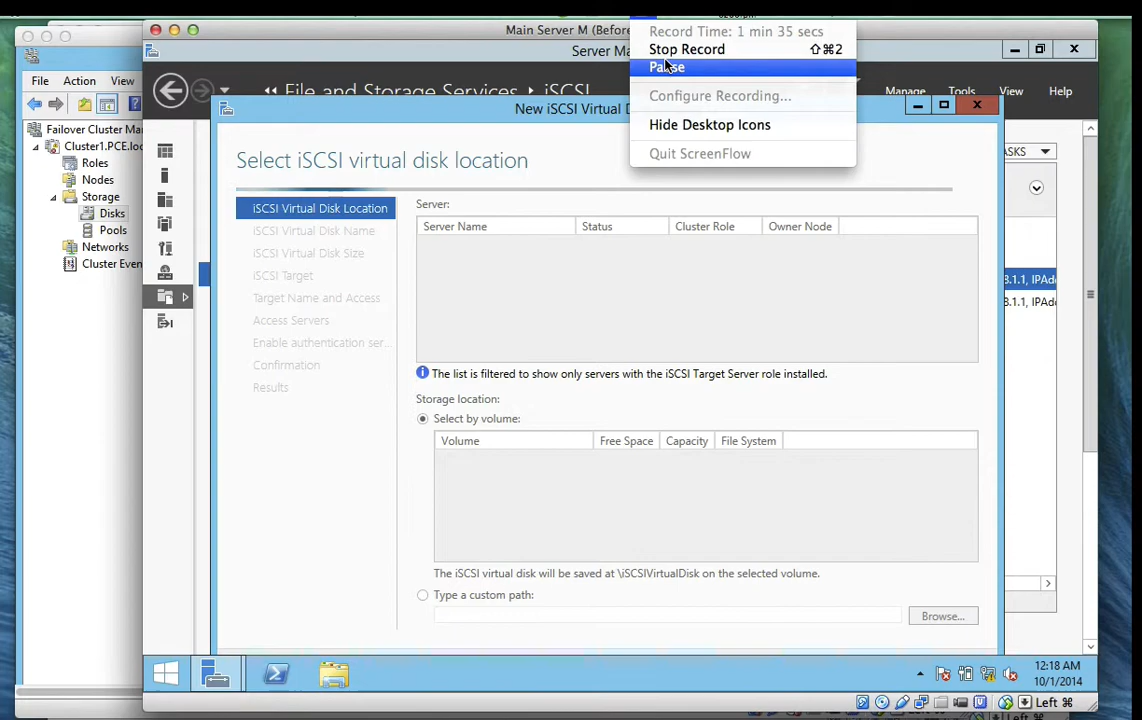 Record Time: 1 min 35 secs
Stop Record ⇧⌘2
Pause
Configure Recording...
Hide Desktop Icons
Quit ScreenFlow
Main Server M (Before
Server Ma
File Action View
Failover Cluster Man
Cluster1.PCE.loc
Roles
Nodes
Storage
Disks
Pools
Networks
Cluster Even
File and Storage Services iSCSI
Manage Tools View Help
New iSCSI Virtual D
ASKS
Select iSCSI virtual disk location
iSCSI Virtual Disk Location
iSCSI Virtual Disk Name
iSCSI Virtual Disk Size
iSCSI Target
Target Name and Access
Access Servers
Enable authentication ser...
Confirmation
Results
Server:
Server Name Status Cluster Role Owner Node
The list is filtered to show only servers with the iSCSI Target Server role installed.
Storage location:
Select by volume:
Volume Free Space Capacity File System
The iSCSI virtual disk will be saved at \iSCSIVirtualDisk on the selected volume.
Type a custom path:
Browse...
8.1.1, IPAde
8.1.1, IPAde
12:18 AM
10/1/2014
Left ⌘